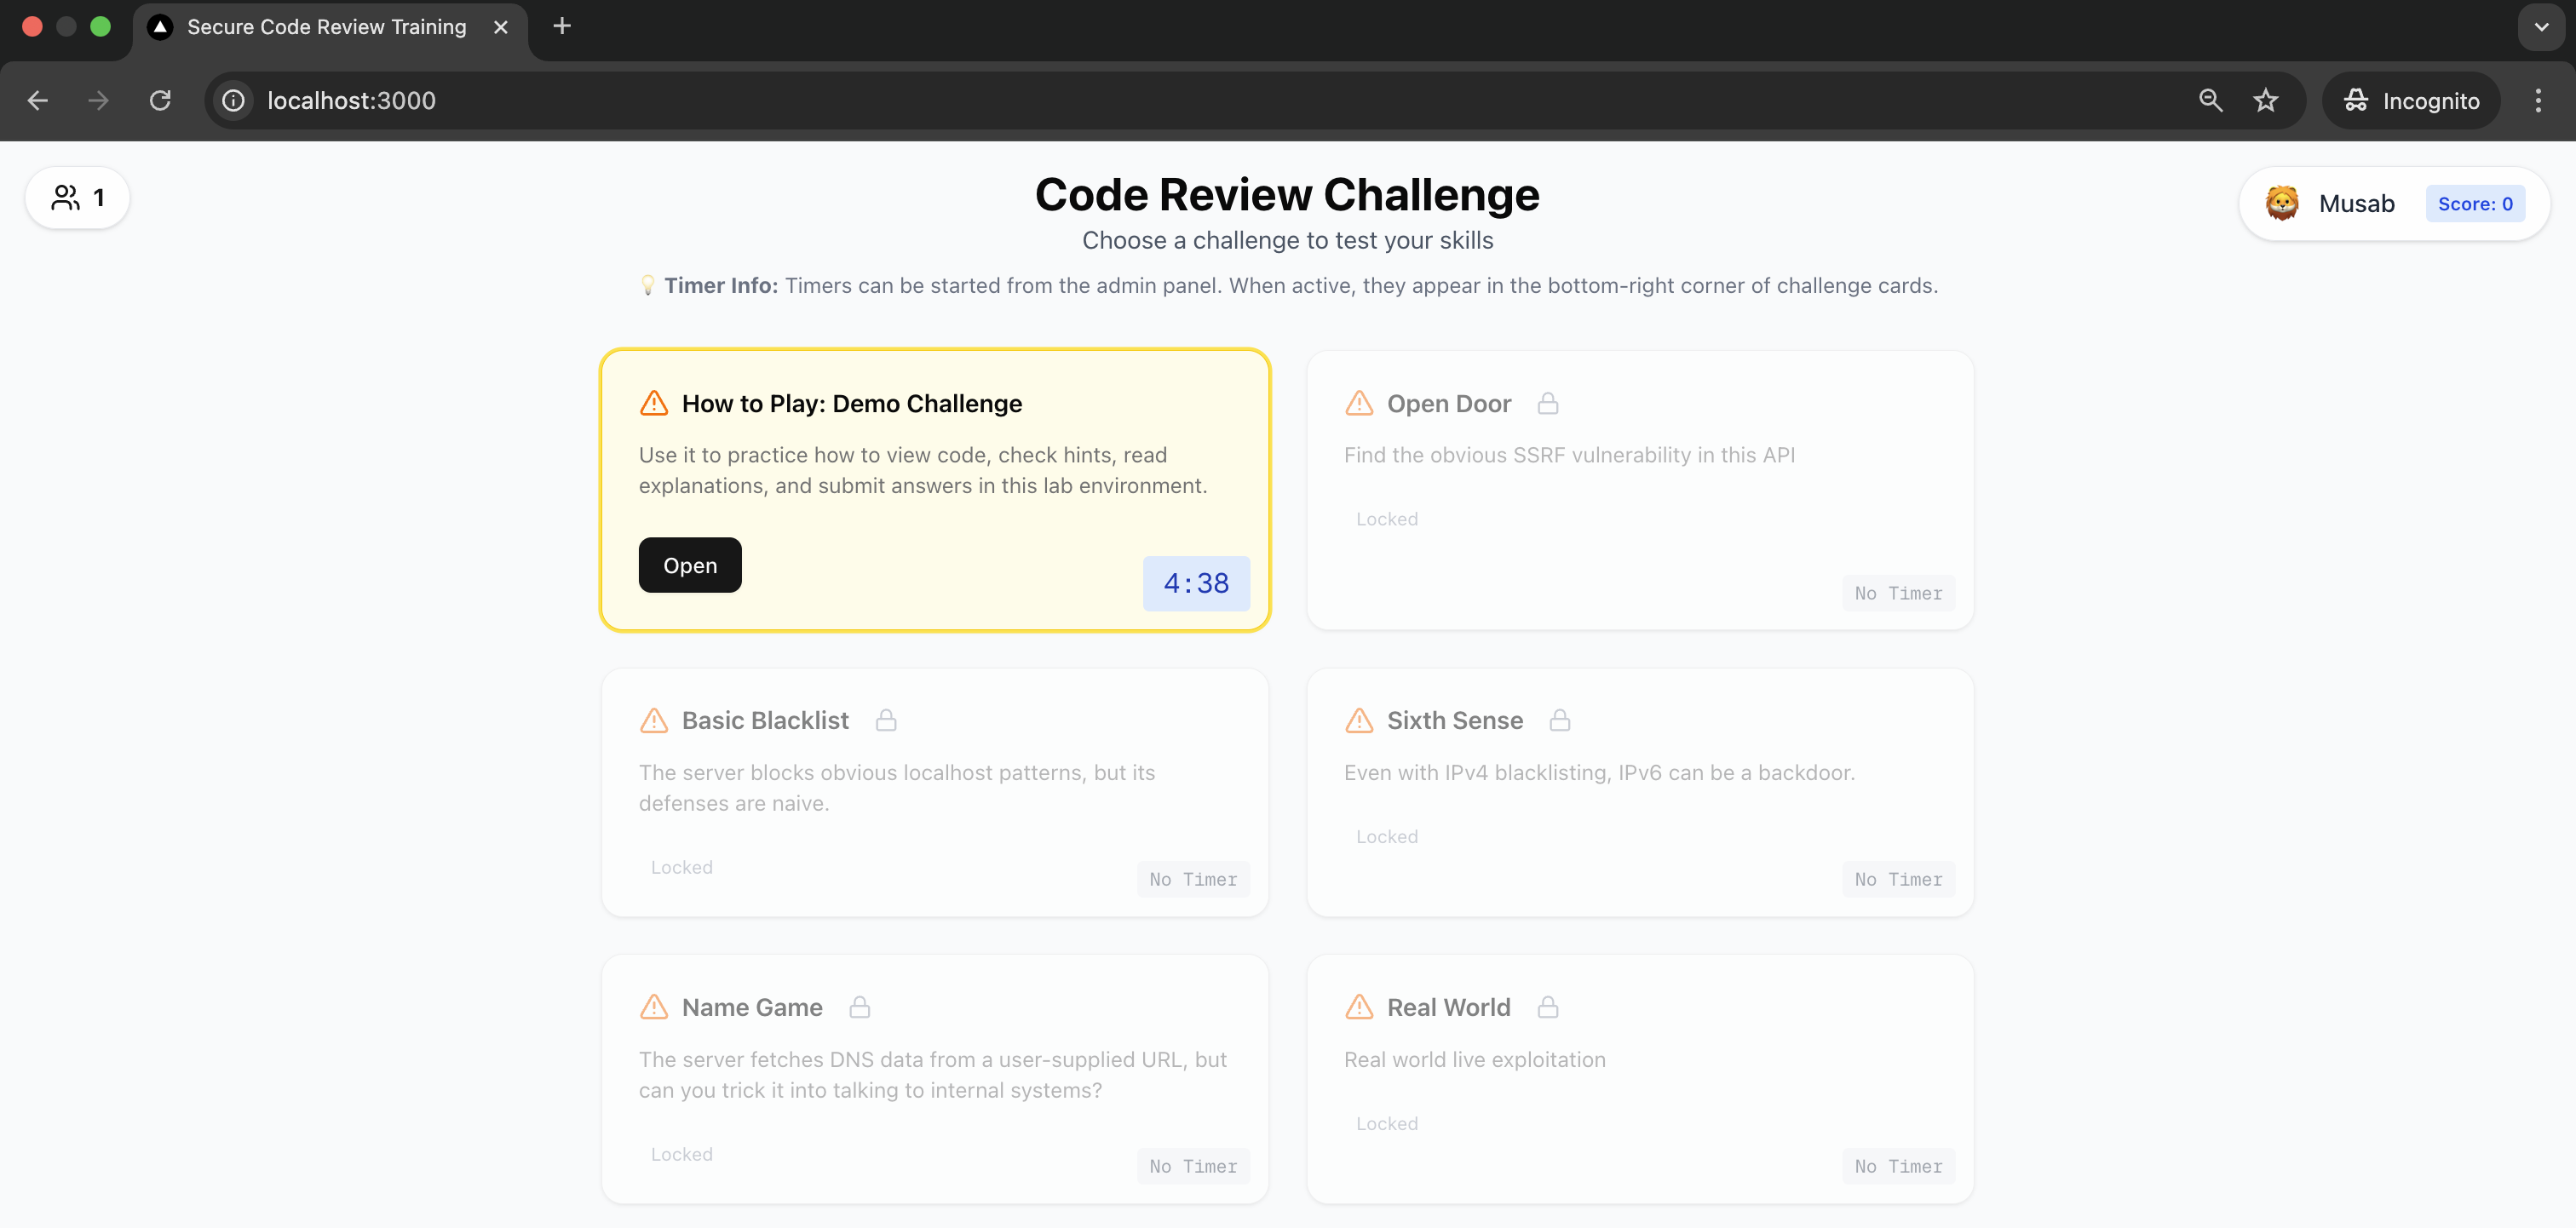 Secure Code Review Training
localhost:3000
Incognito
1
Code Review Challenge
Musab
Score: 0
Choose a challenge to test your skills
💡 Timer Info: Timers can be started from the admin panel. When active, they appear in the bottom-right corner of challenge cards.
How to Play: Demo Challenge
Use it to practice how to view code, check hints, read
explanations, and submit answers in this lab environment.
Open
4:38
Open Door
Find the obvious SSRF vulnerability in this API
Locked
No Timer
Basic Blacklist
The server blocks obvious localhost patterns, but its
defenses are naive.
Locked
No Timer
Sixth Sense
Even with IPv4 blacklisting, IPv6 can be a backdoor.
Locked
No Timer
Name Game
The server fetches DNS data from a user-supplied URL, but
can you trick it into talking to internal systems?
Locked
No Timer
Real World
Real world live exploitation
Locked
No Timer